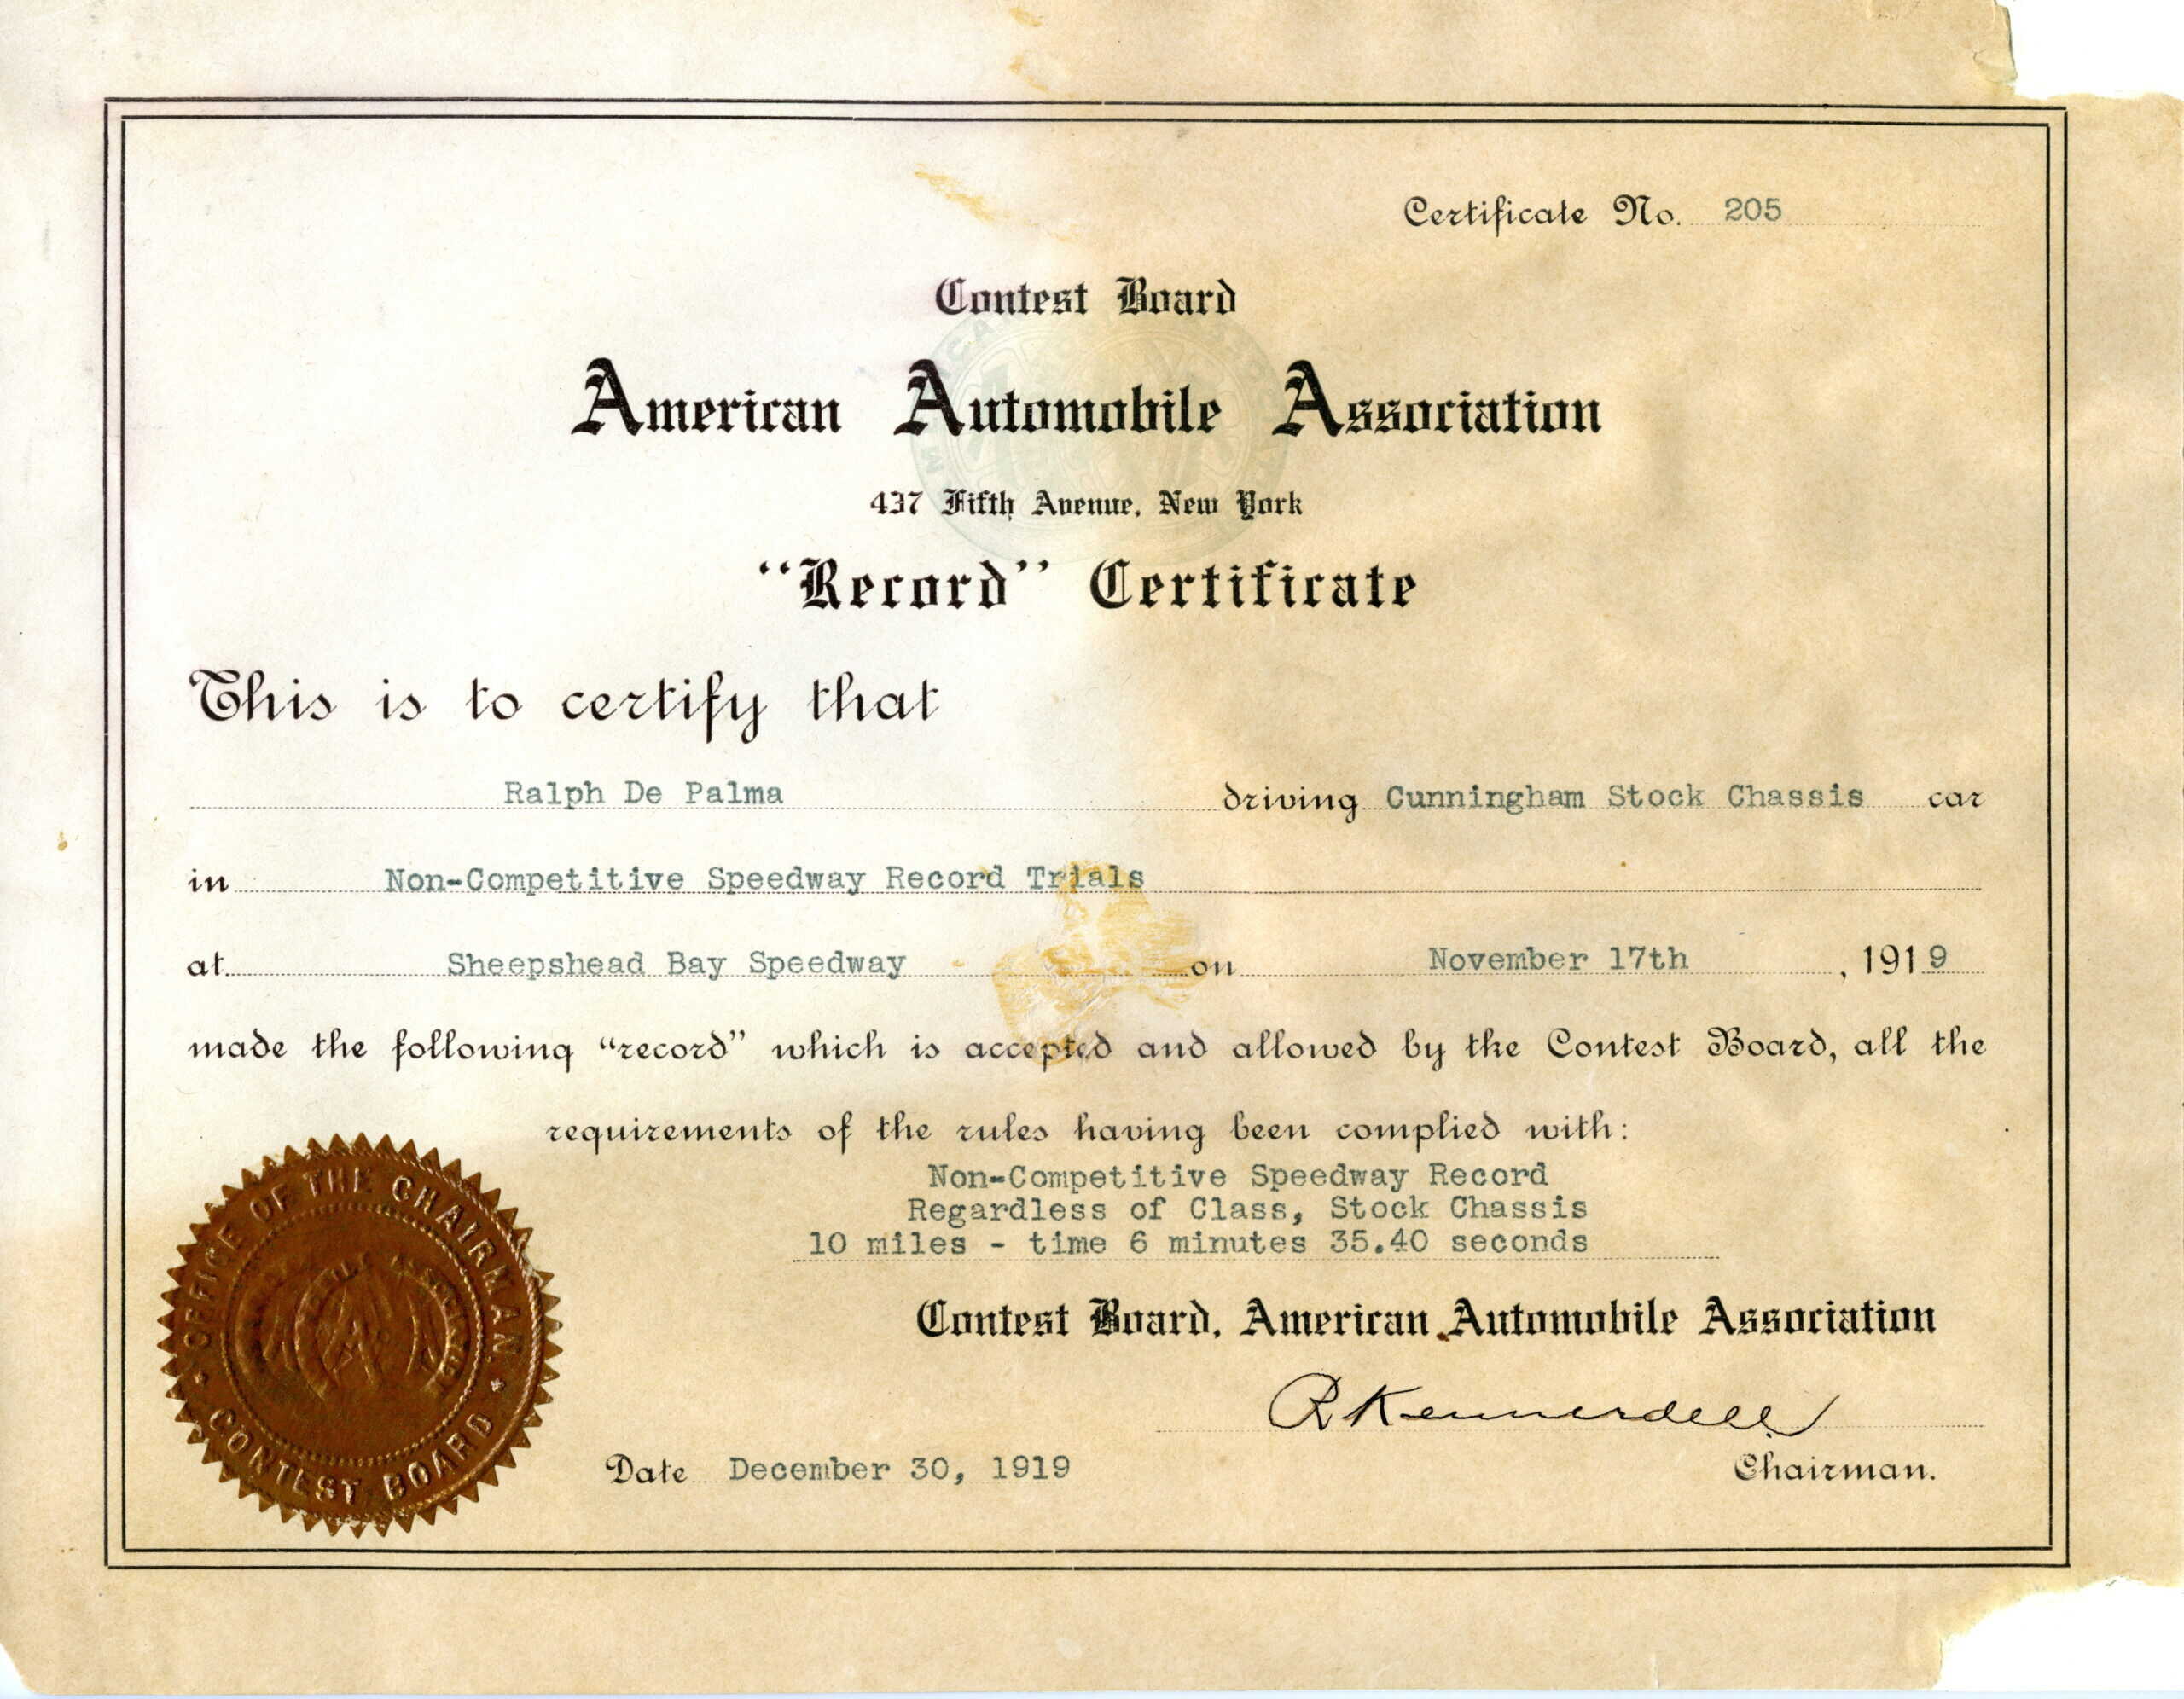 Certificate No. 205
Contest Board
American Automobile Association
437 Fifth Avenue, New York
“Record” Certificate
This is to certify that
Ralph De Palma driving Cunningham Stock Chassis car
in Non-Competitive Speedway Record Trials
at Sheepshead Bay Speedway on November 17th, 1919
made the following “record” which is accepted and allowed by the Contest Board, all the
requirements of the rules having been complied with:
Non-Competitive Speedway Record
Regardless of Class, Stock Chassis
10 miles - time 6 minutes 35.40 seconds
Contest Board, American Automobile Association
R Kennerdell
Chairman.
Date December 30, 1919
OFFICE OF THE CHAIRMAN
CONTEST BOARD